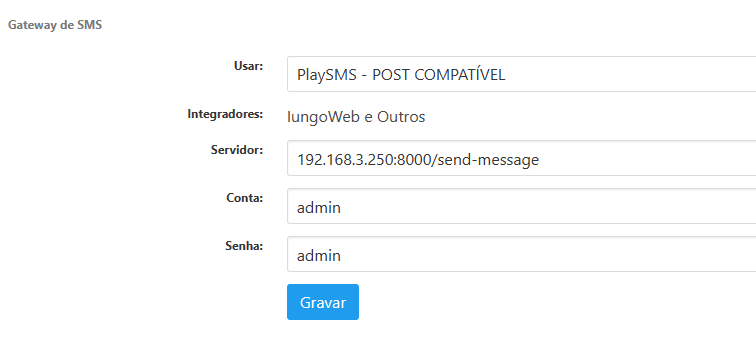 Gateway de SMS
Usar: PlaySMS - POST COMPATÍVEL
Integradores: IungoWeb e Outros
Servidor: 192.168.3.250:8000/send-message
Conta: admin
Senha: admin
Gravar